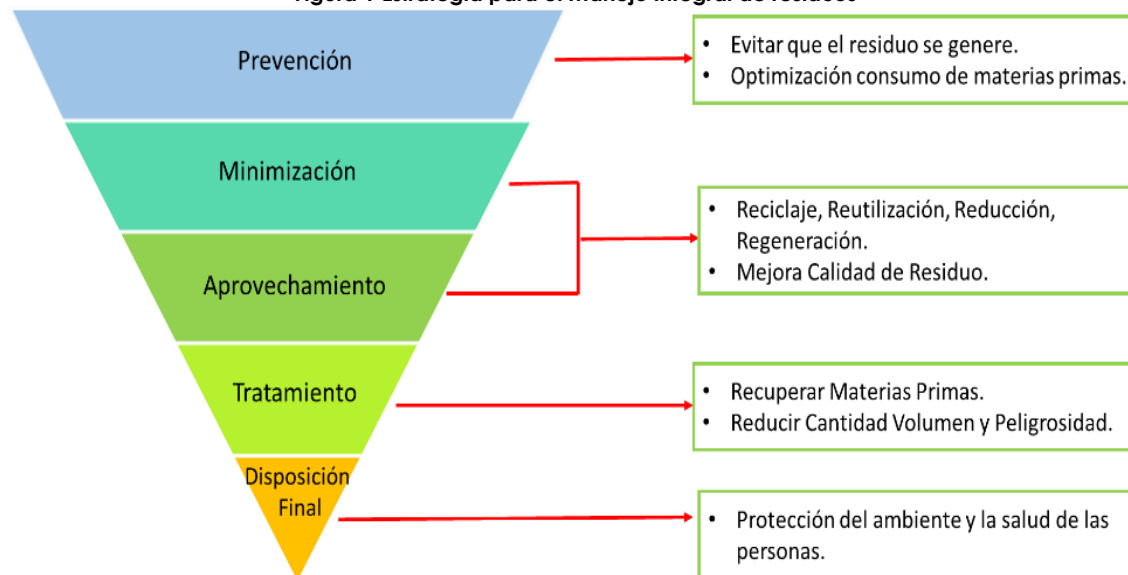 Prevención
• Evitar que el residuo se genere.
• Optimización consumo de materias primas.
Minimización
• Reciclaje, Reutilización, Reducción,
Regeneración.
• Mejora Calidad de Residuo.
Aprovechamiento
Tratamiento
• Recuperar Materias Primas.
• Reducir Cantidad Volumen y Peligrosidad.
Disposición
Final
• Protección del ambiente y la salud de las
personas.